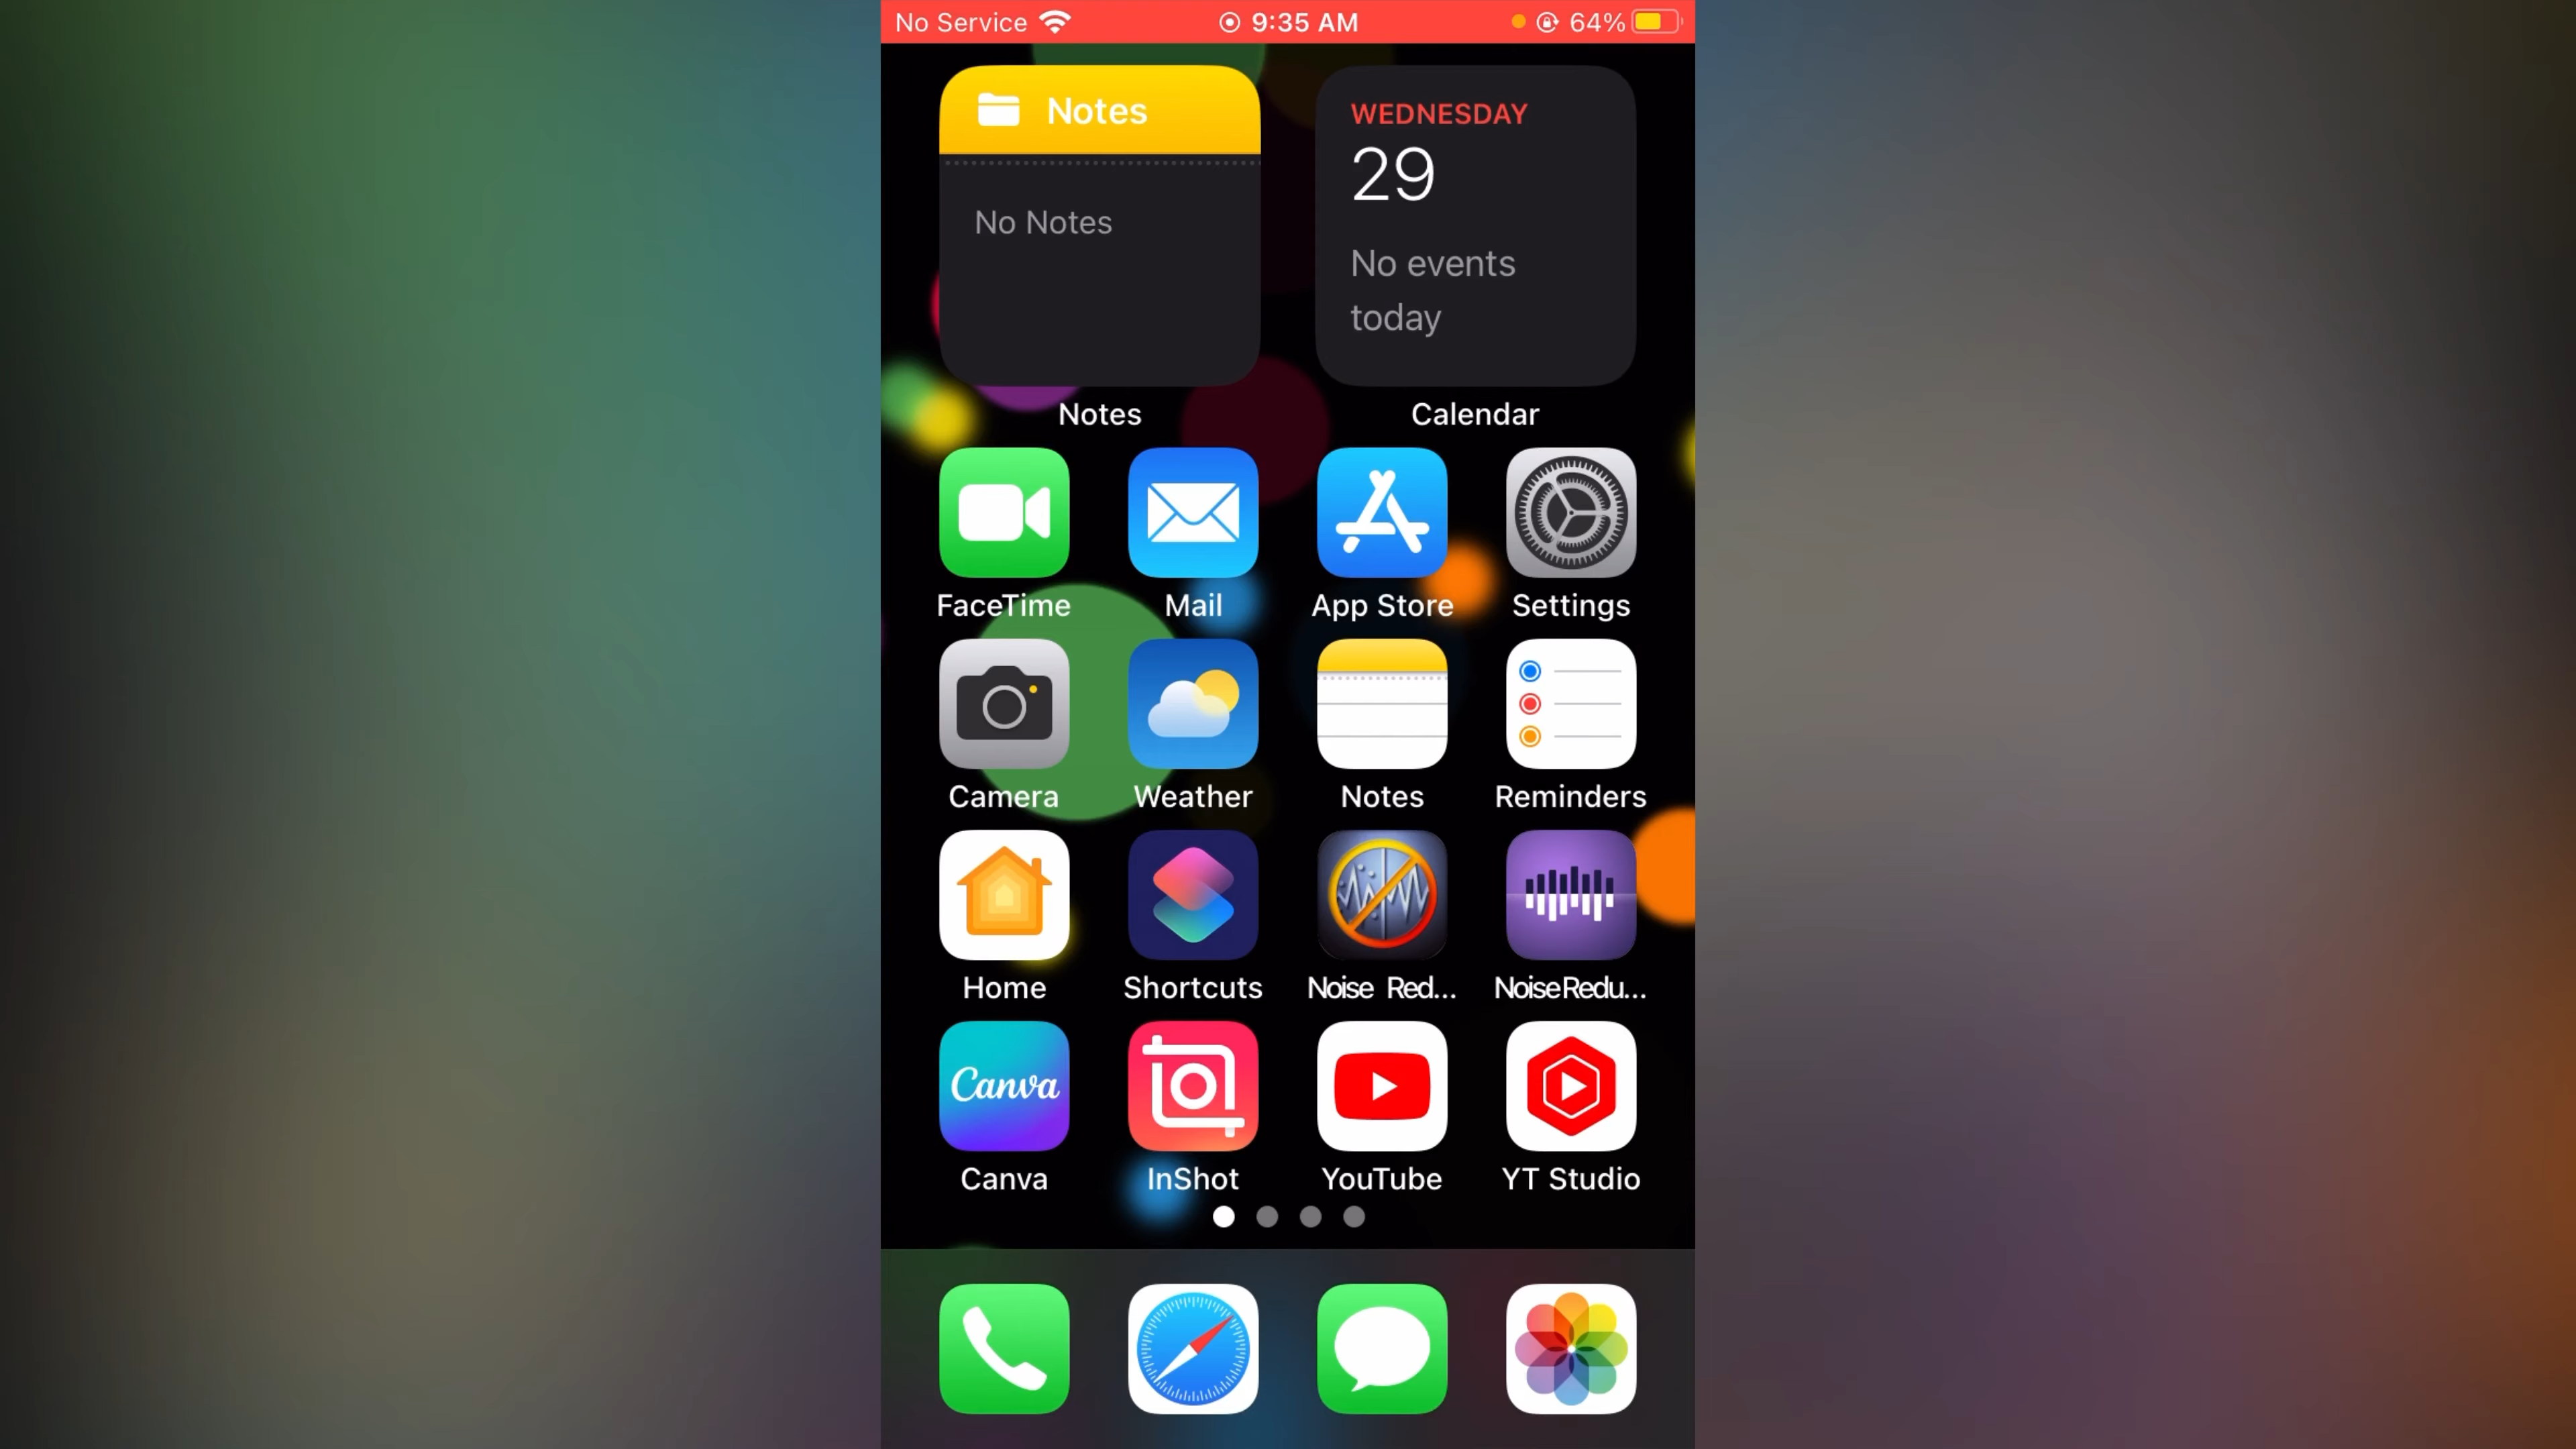 No Service 9:35 AM 64%
Notes
No Notes
WEDNESDAY
29
No events
today
Notes Calendar
FaceTime Mail App Store Settings
Camera Weather Notes Reminders
Home Shortcuts Noise Red... NoiseRedu...
Canva
Canva InShot YouTube YT Studio